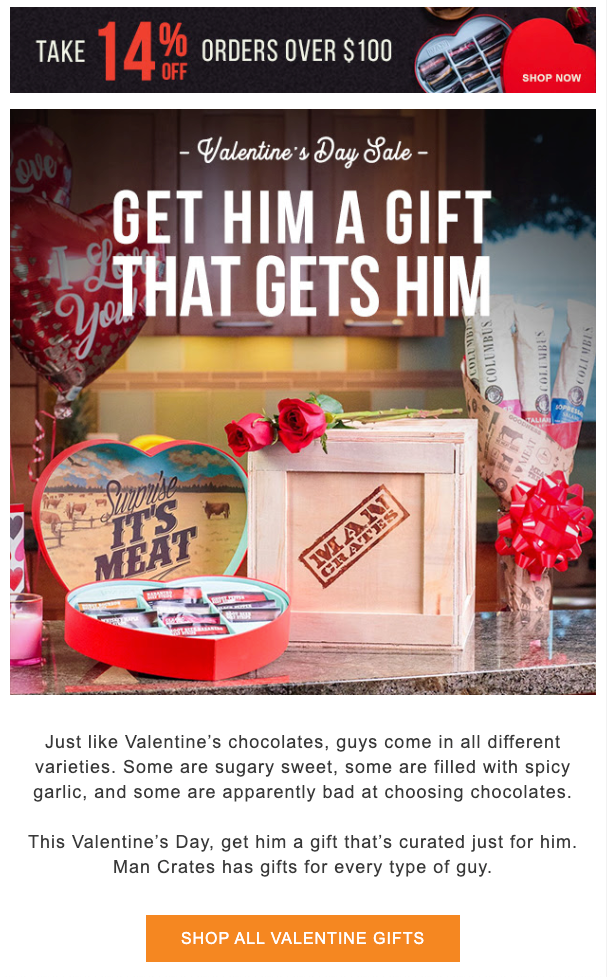 TAKE 14% OFF ORDERS OVER $100
SHOP NOW
– Valentine's Day Sale –
GET HIM A GIFT
THAT GETS HIM
Love
I Love
You!
COLUMBUS
COLUMBUS
COLUMBUS
Surprise
IT'S
MEAT
MAN
CRATES
Just like Valentine’s chocolates, guys come in all different
varieties. Some are sugary sweet, some are filled with spicy
garlic, and some are apparently bad at choosing chocolates.
This Valentine’s Day, get him a gift that’s curated just for him.
Man Crates has gifts for every type of guy.
SHOP ALL VALENTINE GIFTS